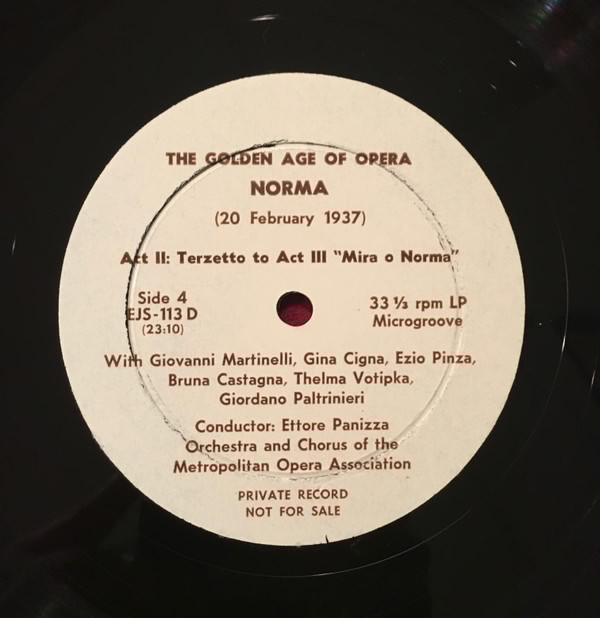 THE GOLDEN AGE OF OPERA
NORMA
(20 February 1937)
Act II: Terzetto to Act III "Mira o Norma"
Side 4
EJS-113 D
(23:10)
33 ⅓ rpm LP
Microgroove
With Giovanni Martinelli, Gina Cigna, Ezio Pinza,
Bruna Castagna, Thelma Votipka,
Giordano Paltrinieri
Conductor: Ettore Panizza
Orchestra and Chorus of the
Metropolitan Opera Association
PRIVATE RECORD
NOT FOR SALE